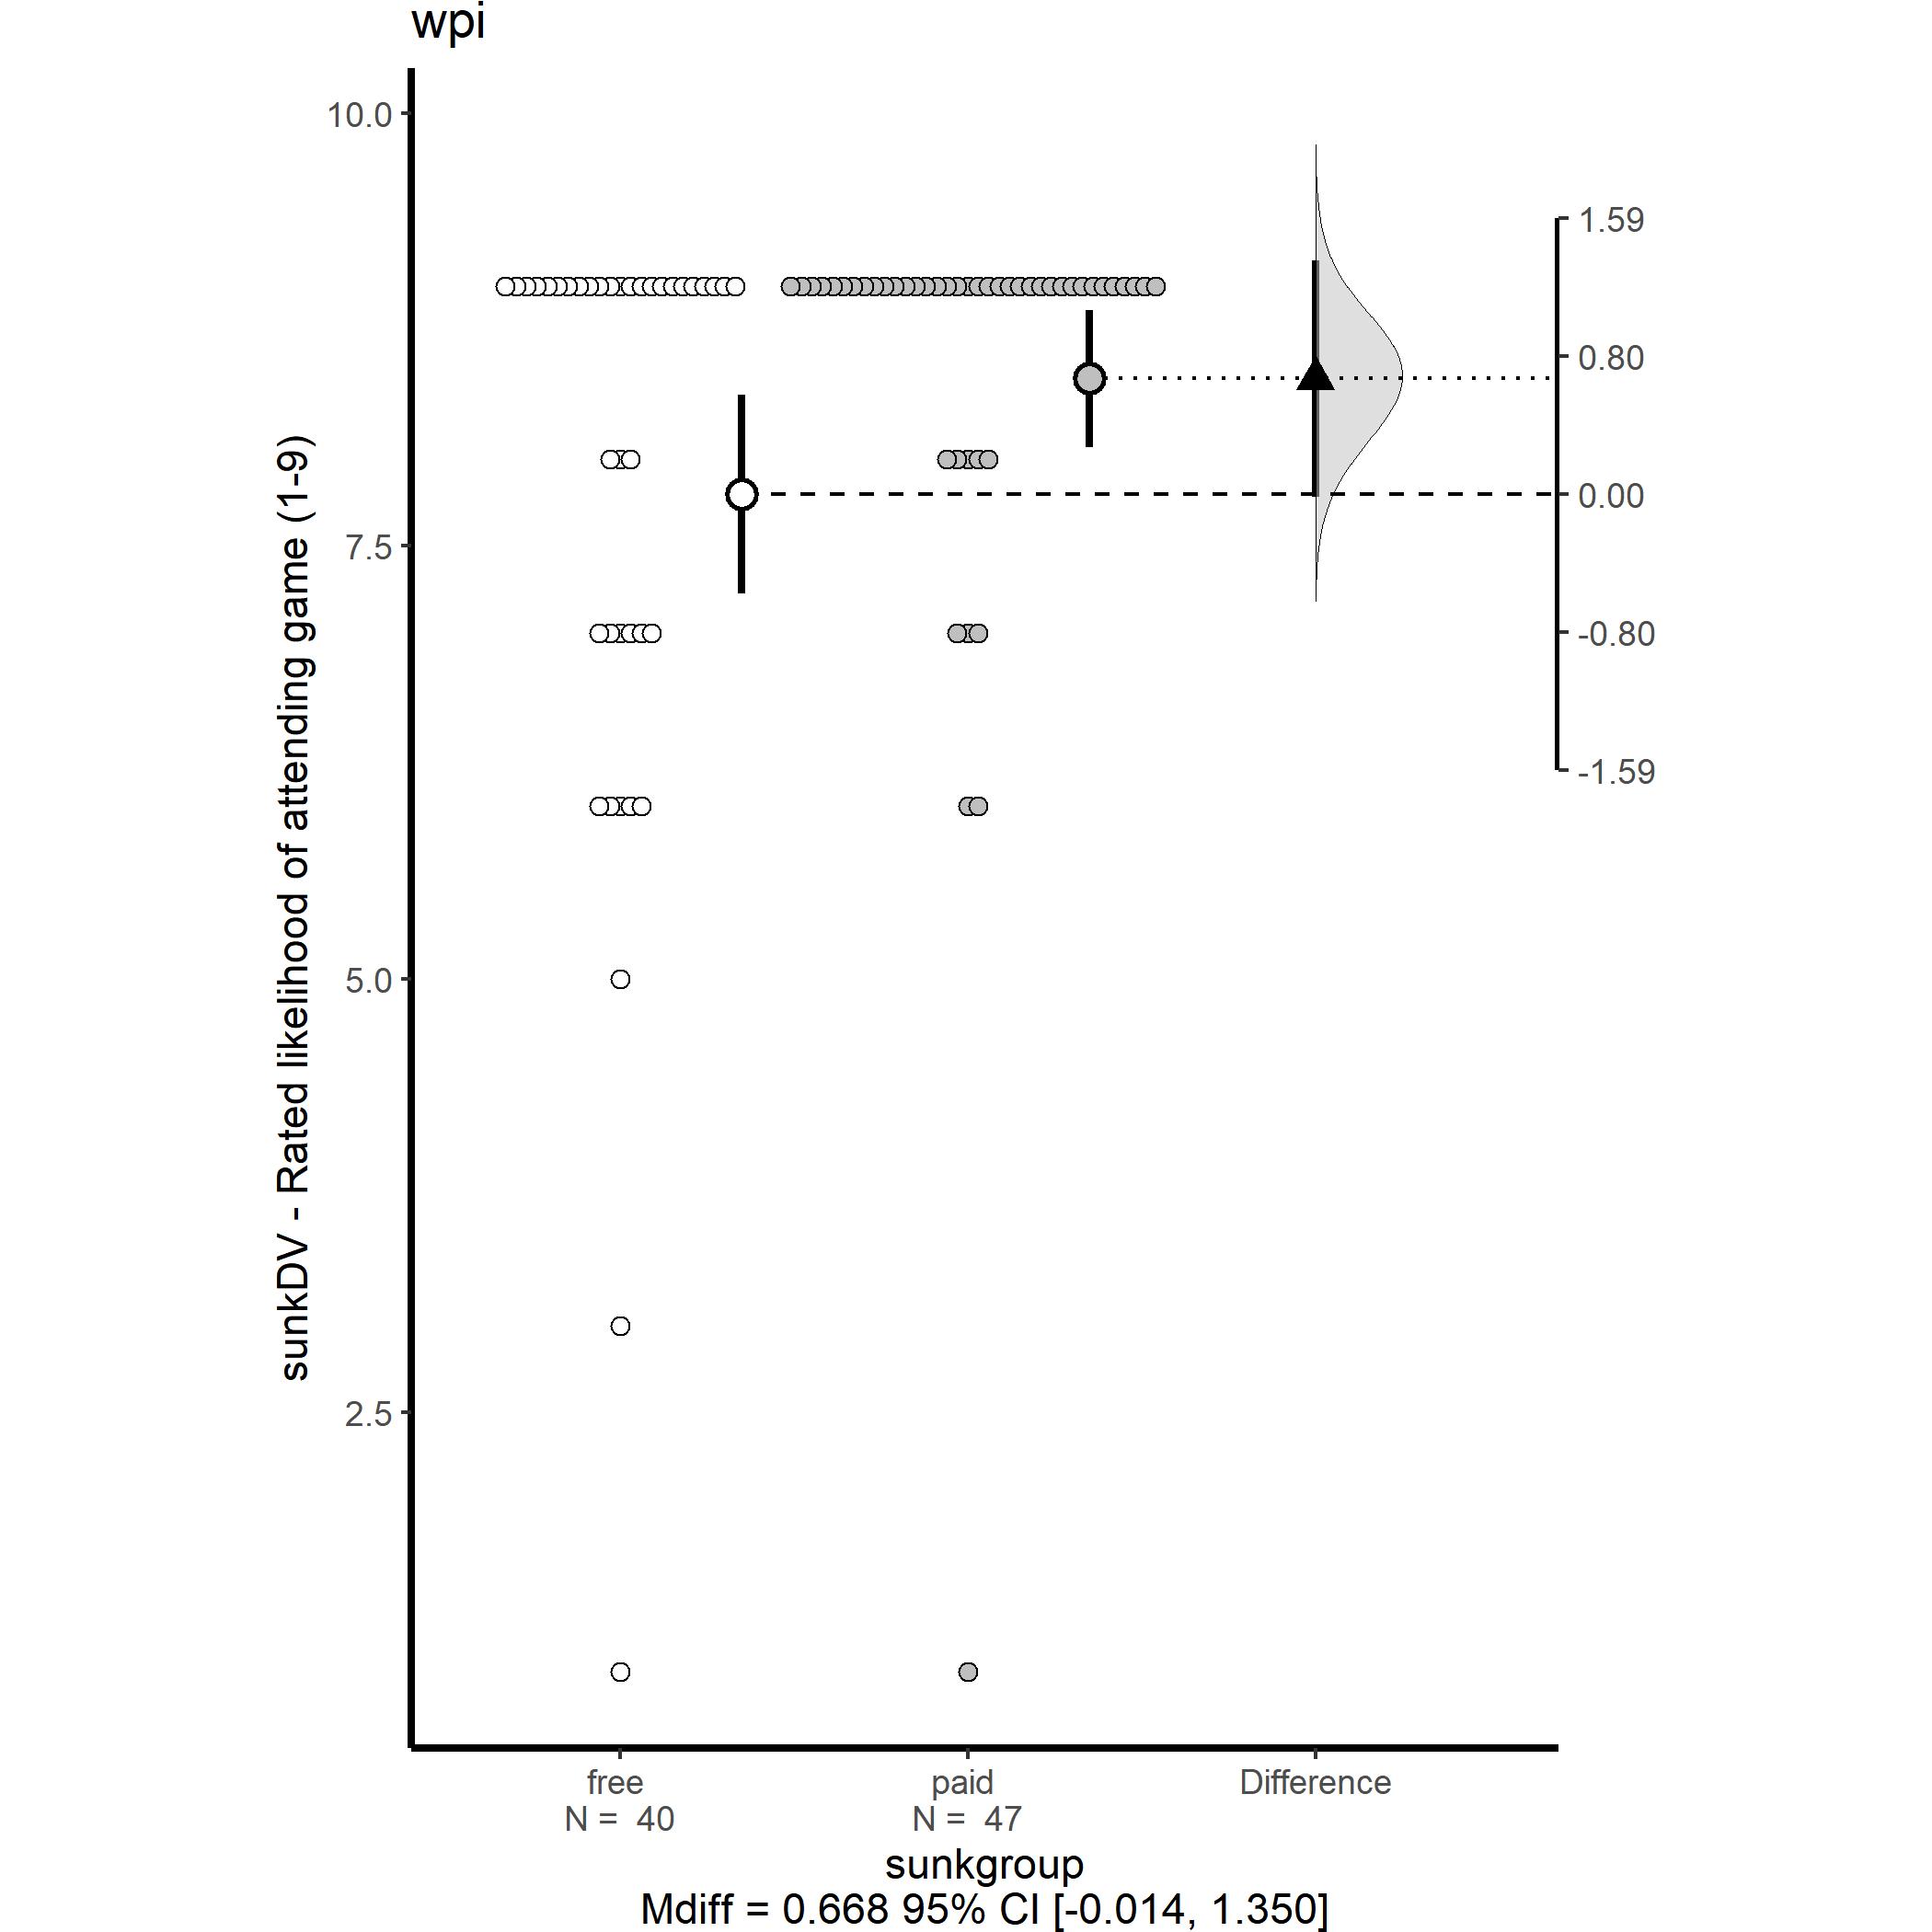 wpi
10.0
7.5
5.0
2.5
sunkDV - Rated likelihood of attending game (1-9)
1.59
0.80
0.00
-0.80
-1.59
free
N =  40
paid
N =  47
Difference
sunkgroup
Mdiff = 0.668 95% CI [-0.014, 1.350]